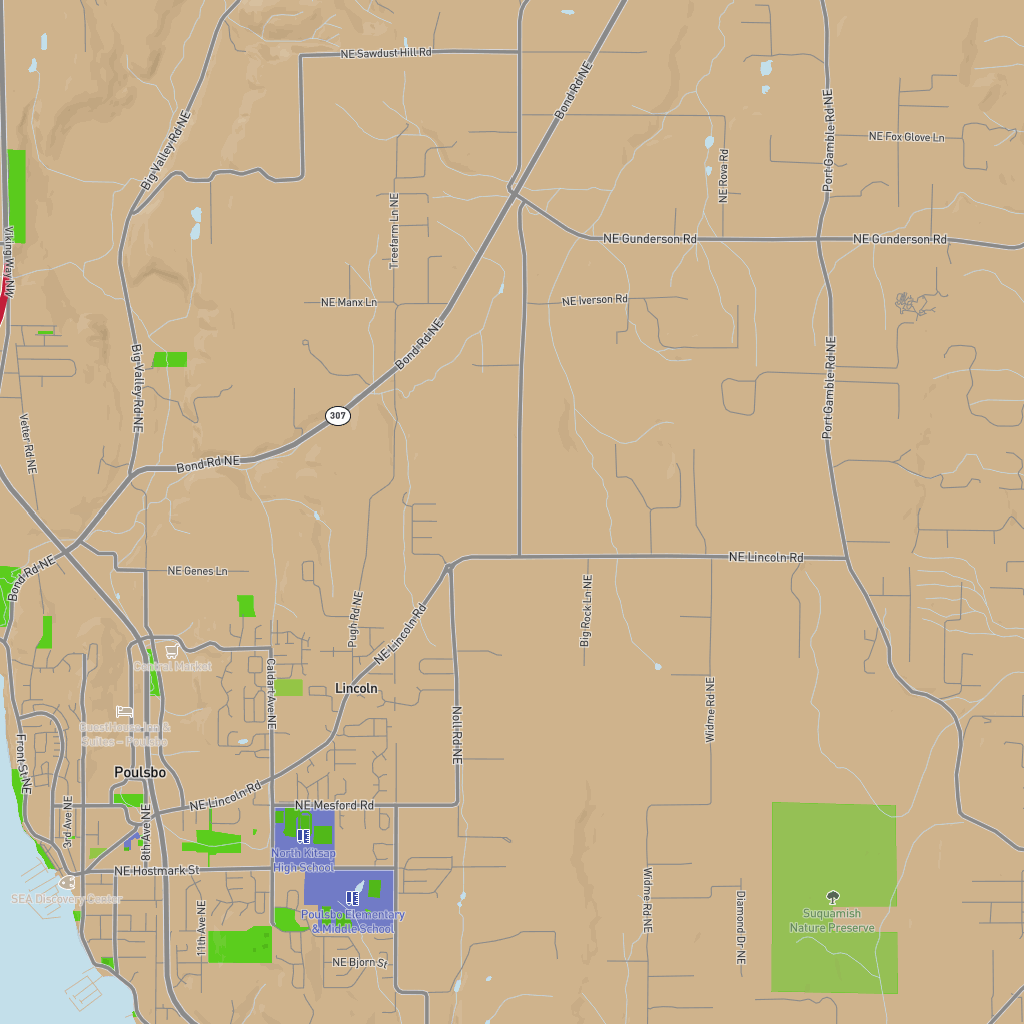 NE Sawdust Hill Rd
Bond Rd NE
Port Gamble Rd NE
Big Valley Rd NE
NE Fox Glove Ln
NE Rova Rd
Treefarm Ln NE
Viking Way NW
NE Gunderson Rd
NE Gunderson Rd
NE Manx Ln
NE Iverson Rd
Bond Rd NE
Big Valley Rd NE
Port Gamble Rd NE
307
Vetter Rd NE
Bond Rd NE
NE Lincoln Rd
Bond Rd NE
NE Genes Ln
Pugh Rd NE
Big Rock Ln NE
NE Lincoln Rd
Central Market
Caldart Ave NE
Lincoln
Widme Rd NE
GuestHouse Inn &
Suites - Poulsbo
Noll Rd NE
Front St NE
Poulsbo
NE Lincoln Rd
NE Mesford Rd
3rd Ave NE
8th Ave NE
North Kitsap
High School
NE Hostmark St
SEA Discovery Center
Poulsbo Elementary
& Middle School
11th Ave NE
Widme Rd NE
Diamond Dr NE
Suquamish
Nature Preserve
NE Bjorn St